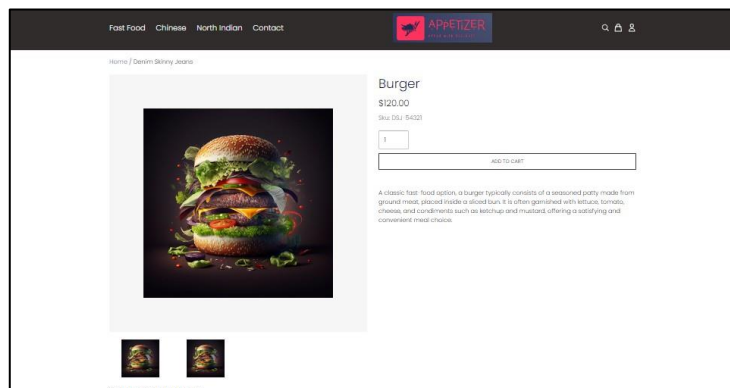 Fast Food Chinese North Indian Contact
APPETIZER
Home / Denim Skinny Jeans
Burger
$120.00
Sku: DSJ-54321
1
ADD TO CART
A classic fast-food option, a burger typically consists of a seasoned patty made from
ground meat, placed inside a sliced bun. It is often garnished with lettuce, tomato,
cheese, and condiments such as ketchup and mustard, offering a satisfying and
convenient meal choice.